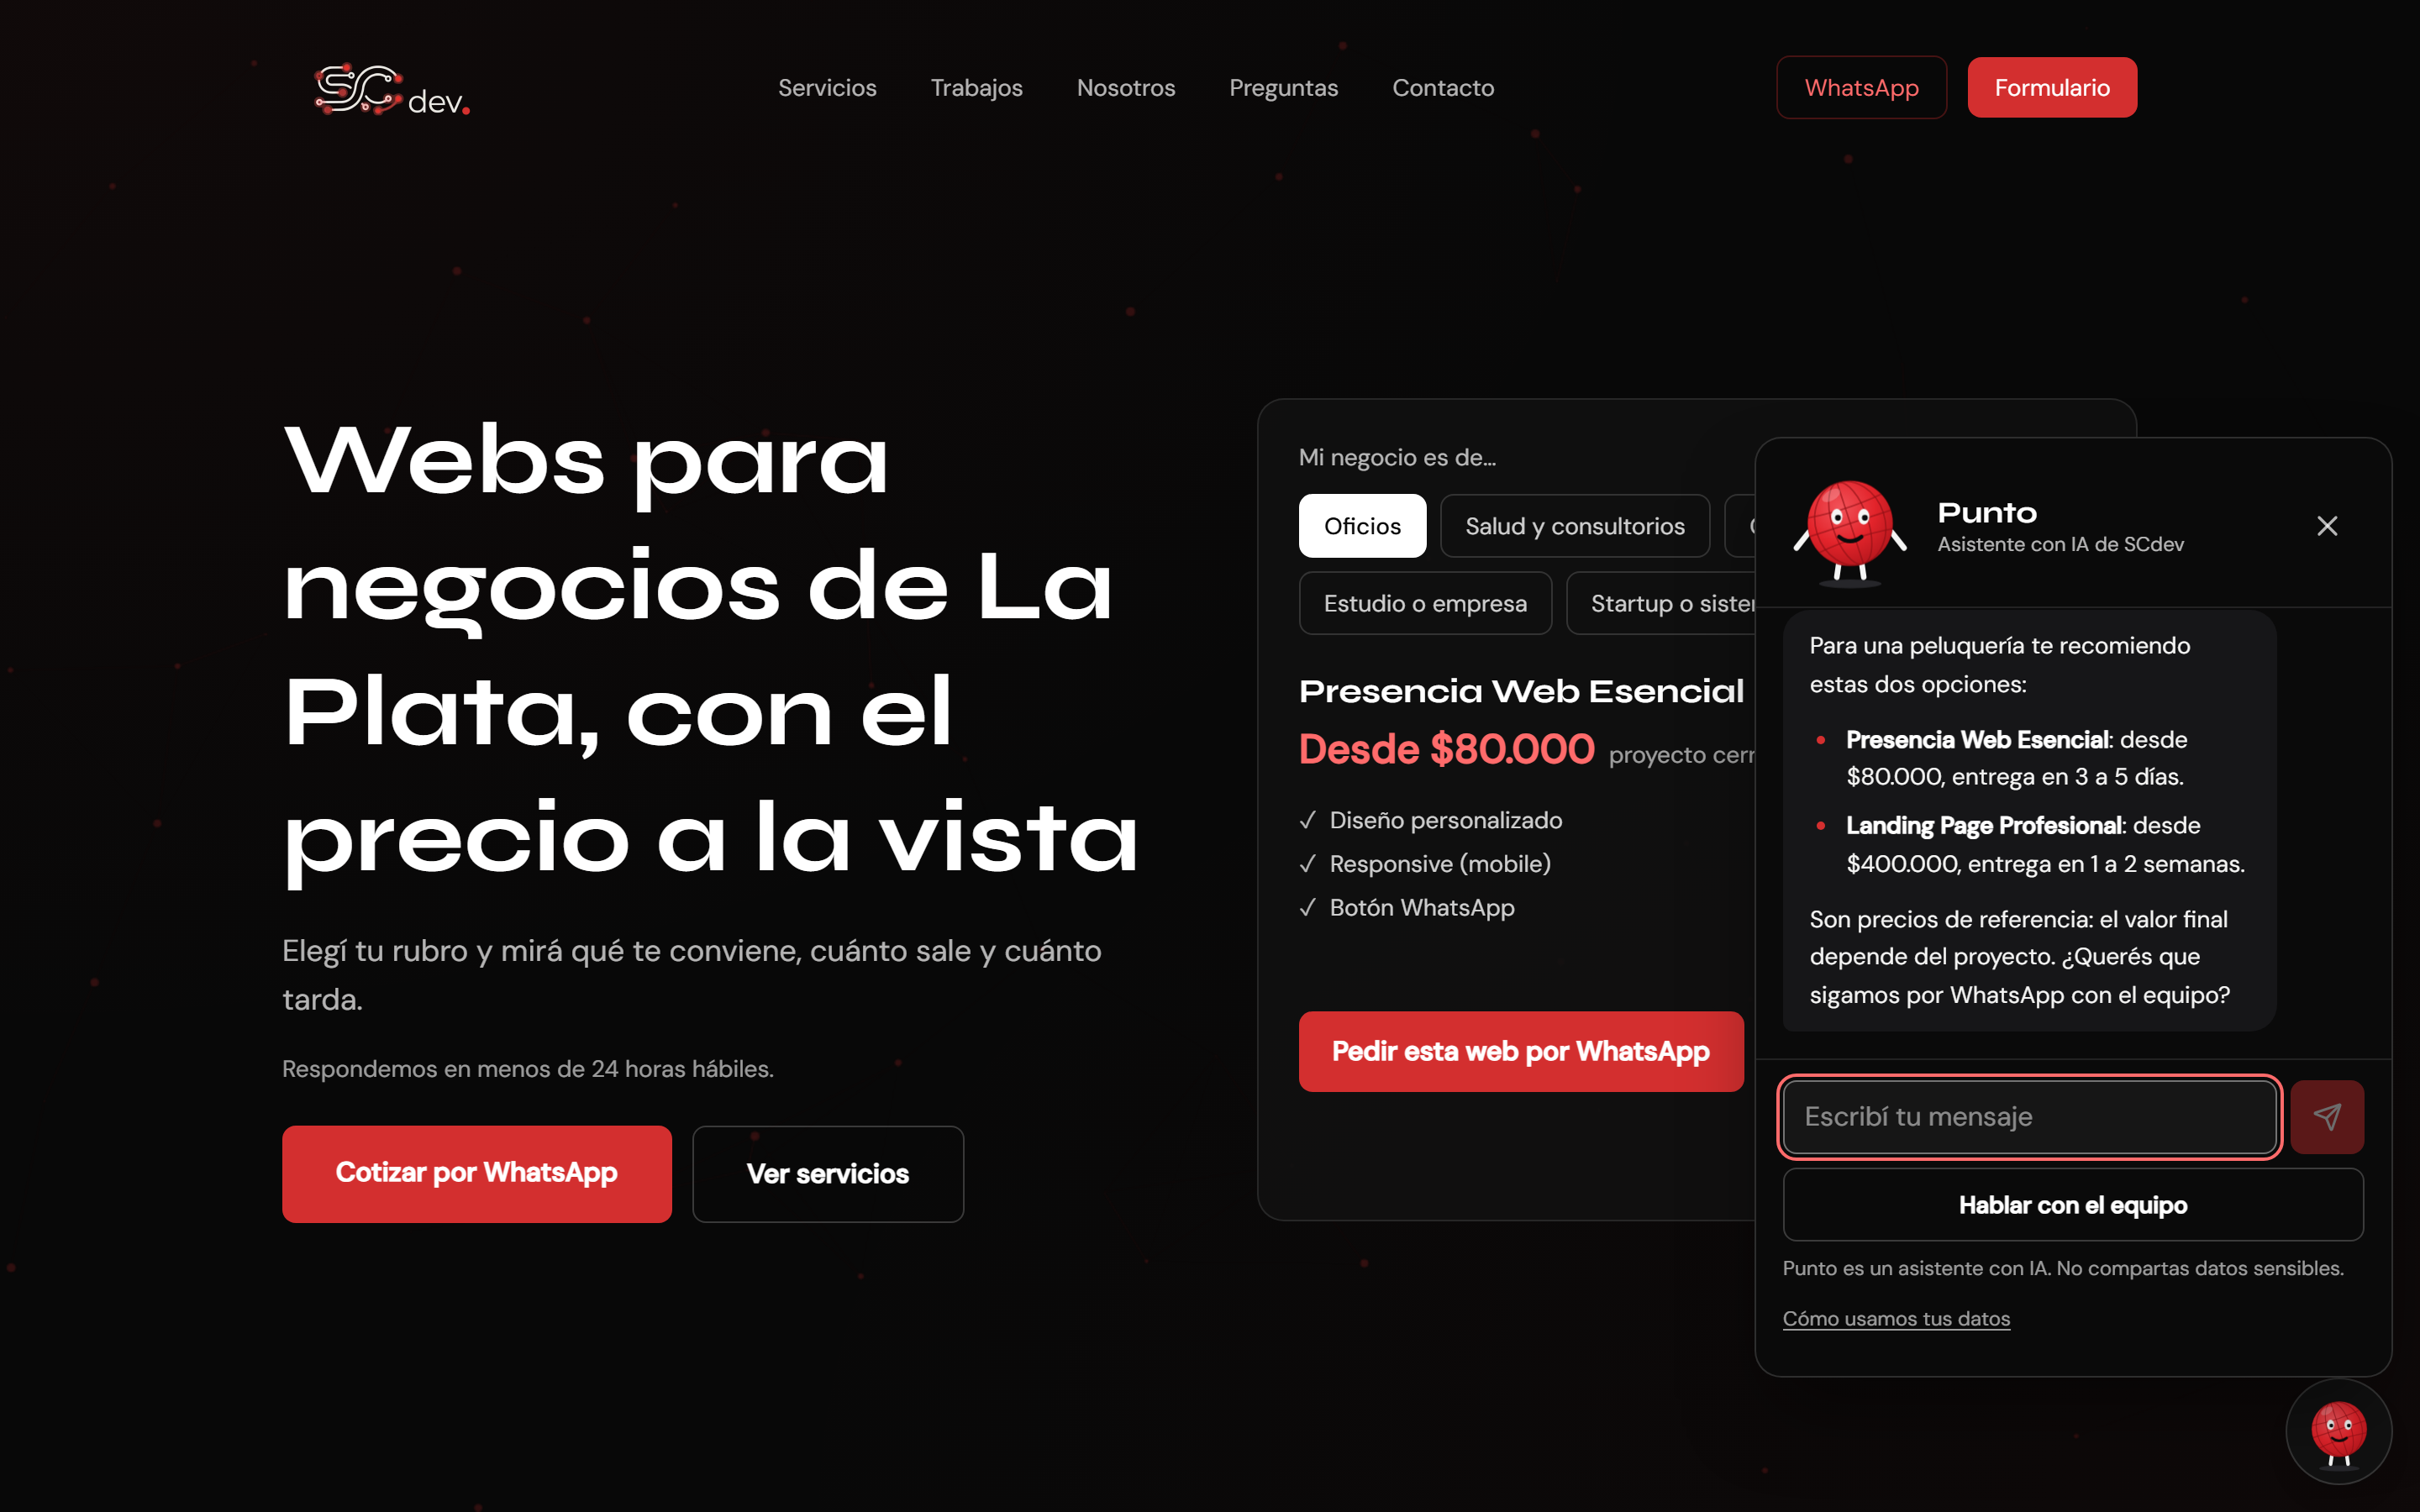 SC dev.
Servicios
Trabajos
Nosotros
Preguntas
Contacto
WhatsApp
Formulario
Webs para
negocios de La
Plata, con el
precio a la vista
Elegí tu rubro y mirá qué te conviene, cuánto sale y cuánto
tarda.
Respondemos en menos de 24 horas hábiles.
Cotizar por WhatsApp
Ver servicios
Mi negocio es de...
Oficios
Salud y consultorios
Estudio o empresa
Startup o sister
Presencia Web Esencial
Desde $80.000 proyecto cerr
✓ Diseño personalizado
✓ Responsive (mobile)
✓ Botón WhatsApp
Pedir esta web por WhatsApp
Punto
Asistente con IA de SCdev
Para una peluquería te recomiendo
estas dos opciones:
• Presencia Web Esencial: desde
$80.000, entrega en 3 a 5 días.
• Landing Page Profesional: desde
$400.000, entrega en 1 a 2 semanas.
Son precios de referencia: el valor final
depende del proyecto. ¿Querés que
sigamos por WhatsApp con el equipo?
Escribí tu mensaje
Hablar con el equipo
Punto es un asistente con IA. No compartas datos sensibles.
Cómo usamos tus datos